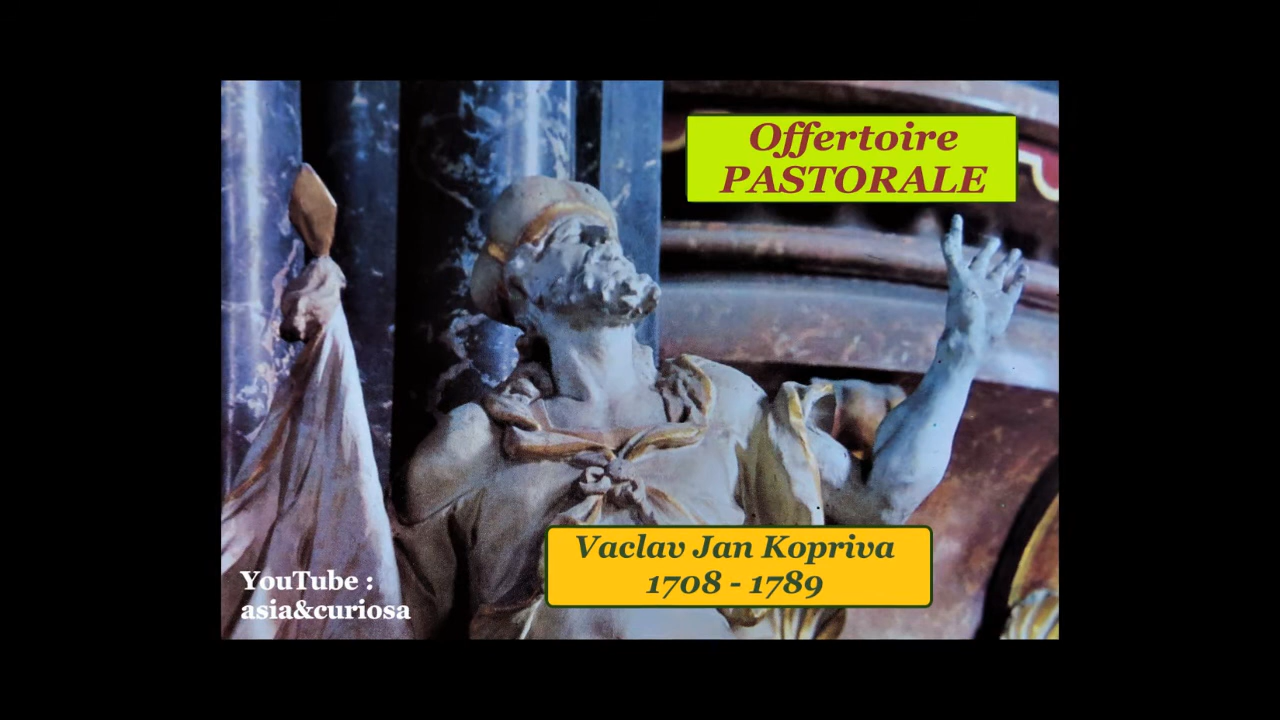 Offertoire
PASTORALE
Vaclav Jan Kopriva
1708 - 1789
YouTube :
asia&curiosa